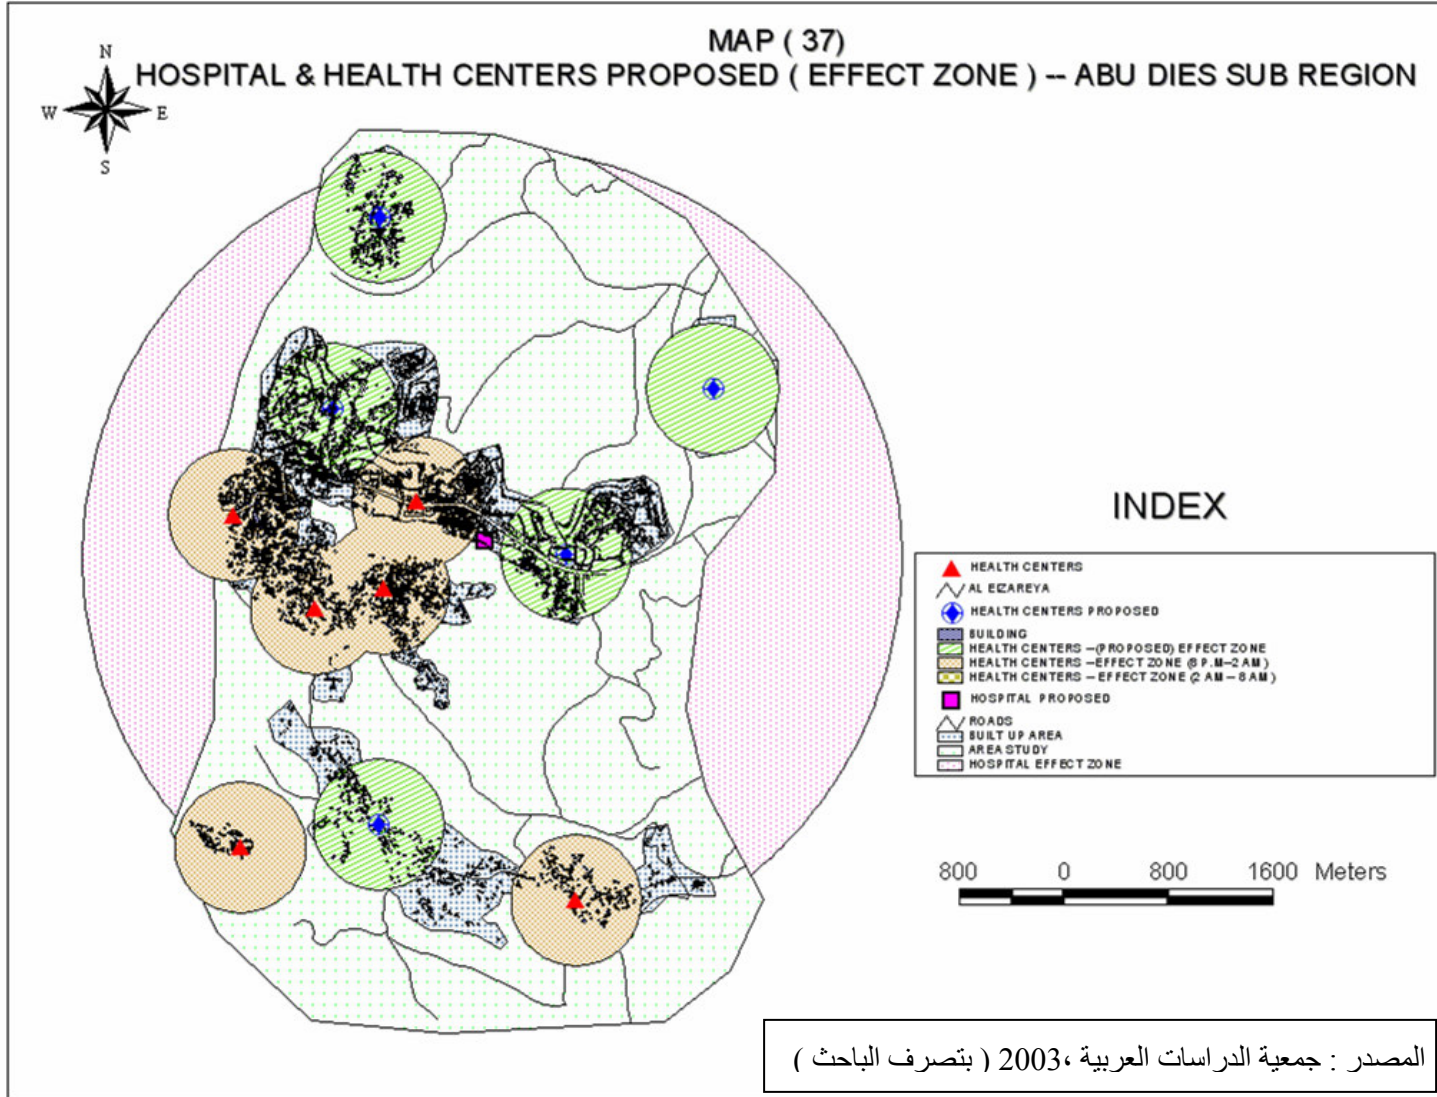 MAP ( 37)
HOSPITAL & HEALTH CENTERS PROPOSED ( EFFECT ZONE ) -- ABU DIES SUB REGION
N
W E
S
INDEX
HEALTH CENTERS
AL EIZAREYA
HEALTH CENTERS PROPOSED
BUILDING
HEALTH CENTERS --(PROPOSED) EFFECT ZONE
HEALTH CENTERS --EFFECT ZONE (8 P.M--2 AM)
HEALTH CENTERS -- EFFECT ZONE (2 AM -- 8 AM)
HOSPITAL PROPOSED
ROADS
BUILT UP AREA
AREA STUDY
HOSPITAL EFFECT ZONE
800 0 800 1600 Meters
المصدر : جمعية الدراسات العربية ،2003 ( بتصرف الباحث )